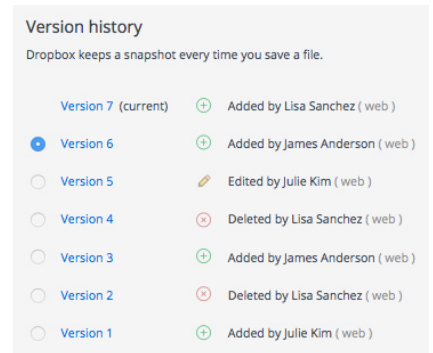 Version history
Dropbox keeps a snapshot every time you save a file.
Version 7 (current) Added by Lisa Sanchez ( web )
Version 6 Added by James Anderson ( web )
Version 5 Edited by Julie Kim ( web )
Version 4 Deleted by Lisa Sanchez ( web )
Version 3 Added by James Anderson ( web )
Version 2 Deleted by Lisa Sanchez ( web )
Version 1 Added by Julie Kim ( web )